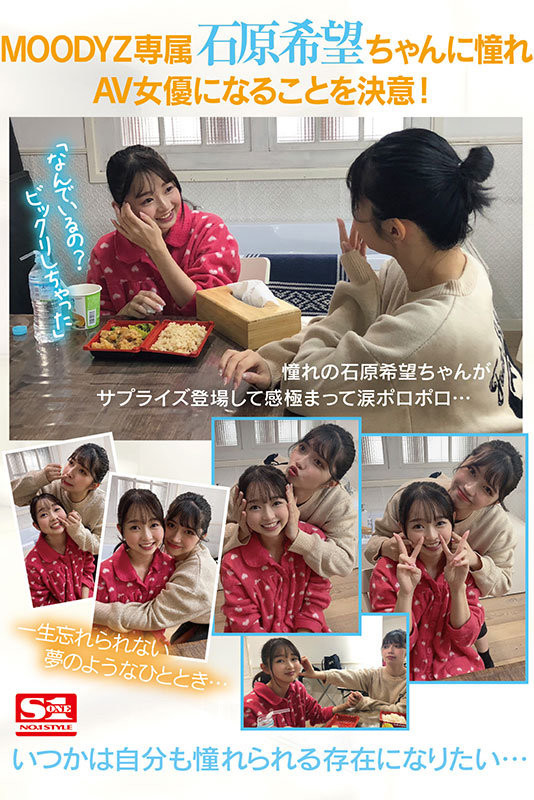 MOODYZ専属 石原希望ちゃんに憧れ
AV女優になることを決意！
「なんでいるの？
ビックリしちゃった」
憧れの石原希望ちゃんが
サプライズ登場して感極まって涙ポロポロ…
一生忘れられない
夢のようなひととき…
S1
ONE
NO.1 STYLE
いつかは自分も憧れられる存在になりたい…